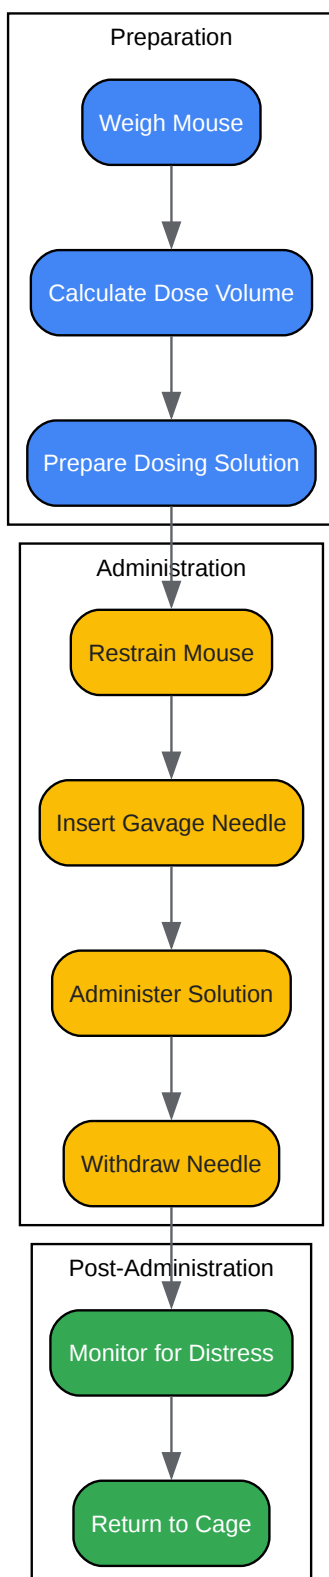 Preparation
Weigh Mouse
Calculate Dose Volume
Prepare Dosing Solution
Administration
Restrain Mouse
Insert Gavage Needle
Administer Solution
Withdraw Needle
Post-Administration
Monitor for Distress
Return to Cage